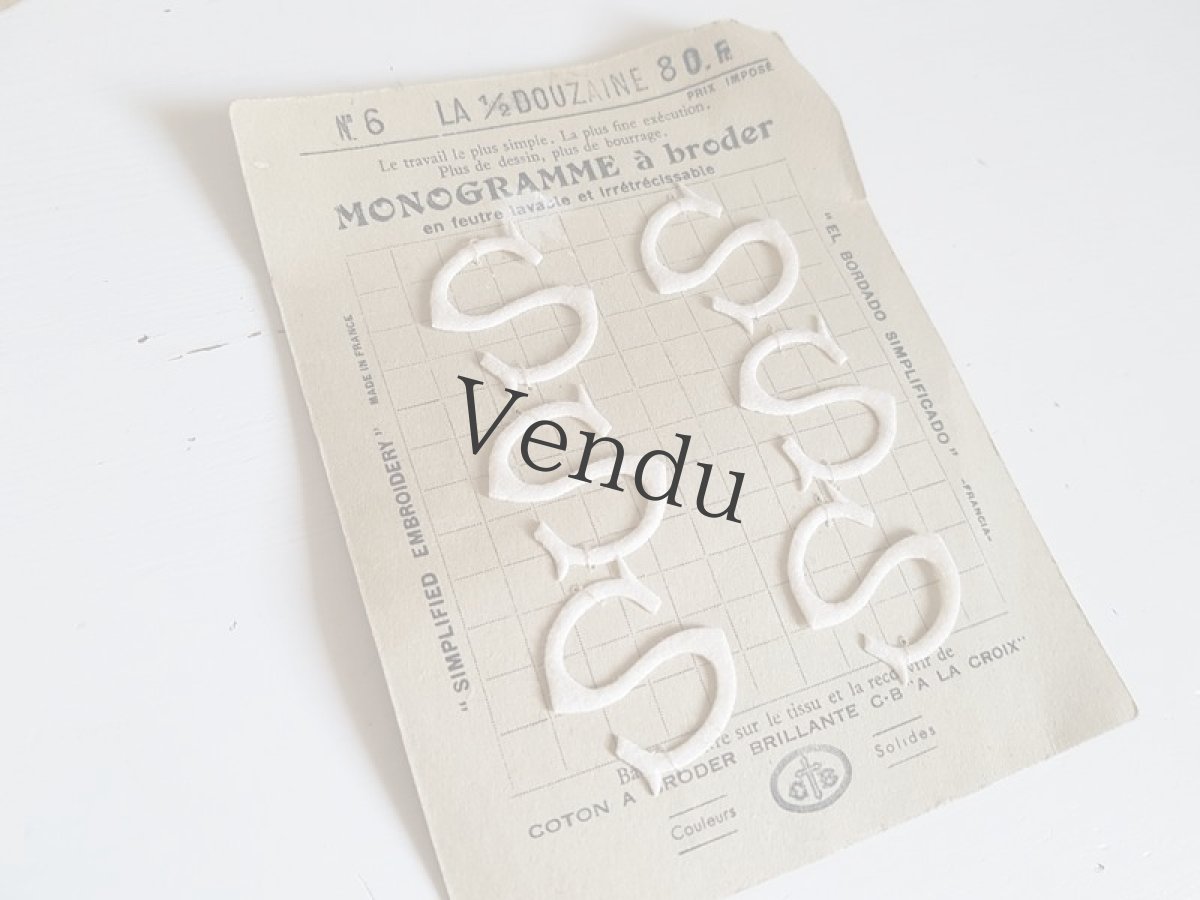 Nº 6 LA ½ DOUZAINE 80. Fr
PRIX IMPOSÉ
Le travail le plus simple. La plus fine exécution.
Plus de dessin, plus de bourrage.
MONOGRAMME à broder
en feutre lavable et irrétrécissable
"SIMPLIFIED EMBROIDERY" MADE IN FRANCE
"EL BORDADO SIMPLIFICADO" -FRANCIA-
S S
S S
S S
Vendu
sur le tissu et la recouvrir de
COTON A BRODER BRILLANTE C·B "A LA CROIX"
Couleurs
CB
Solides